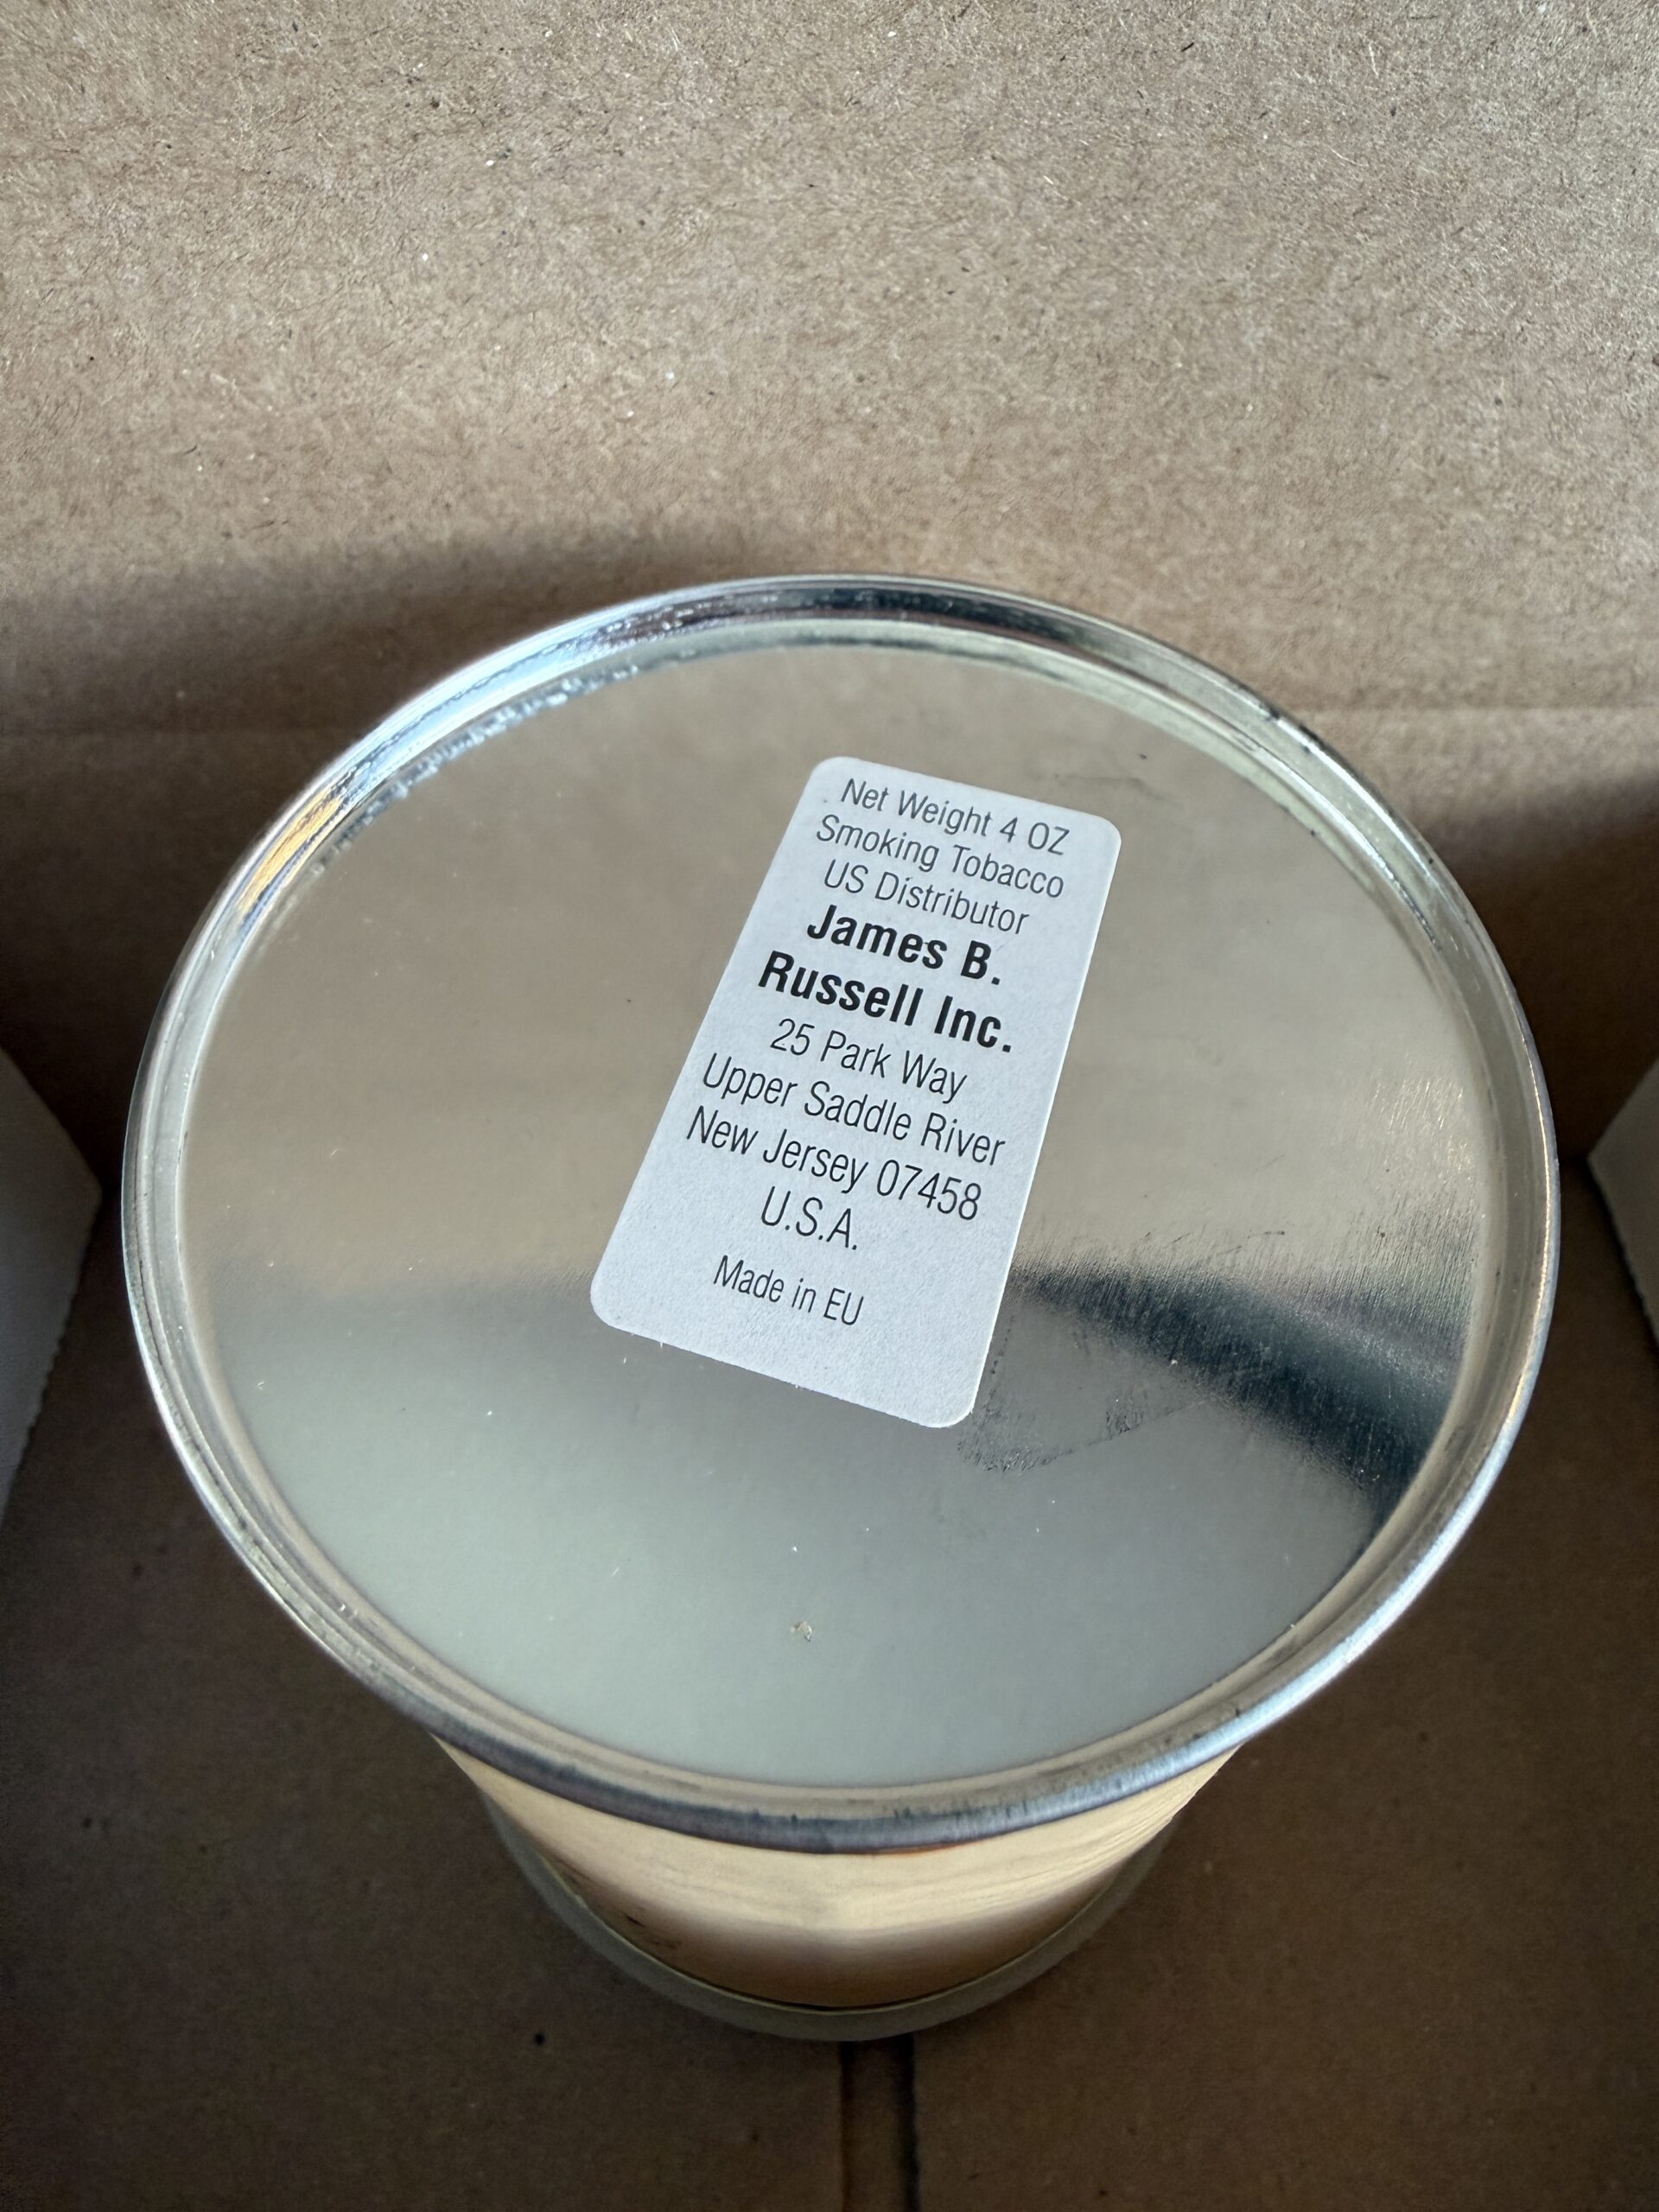 Net Weight 4 OZ
Smoking Tobacco
US Distributor
James B.
Russell Inc.
25 Park Way
Upper Saddle River
New Jersey 07458
U.S.A.
Made in EU